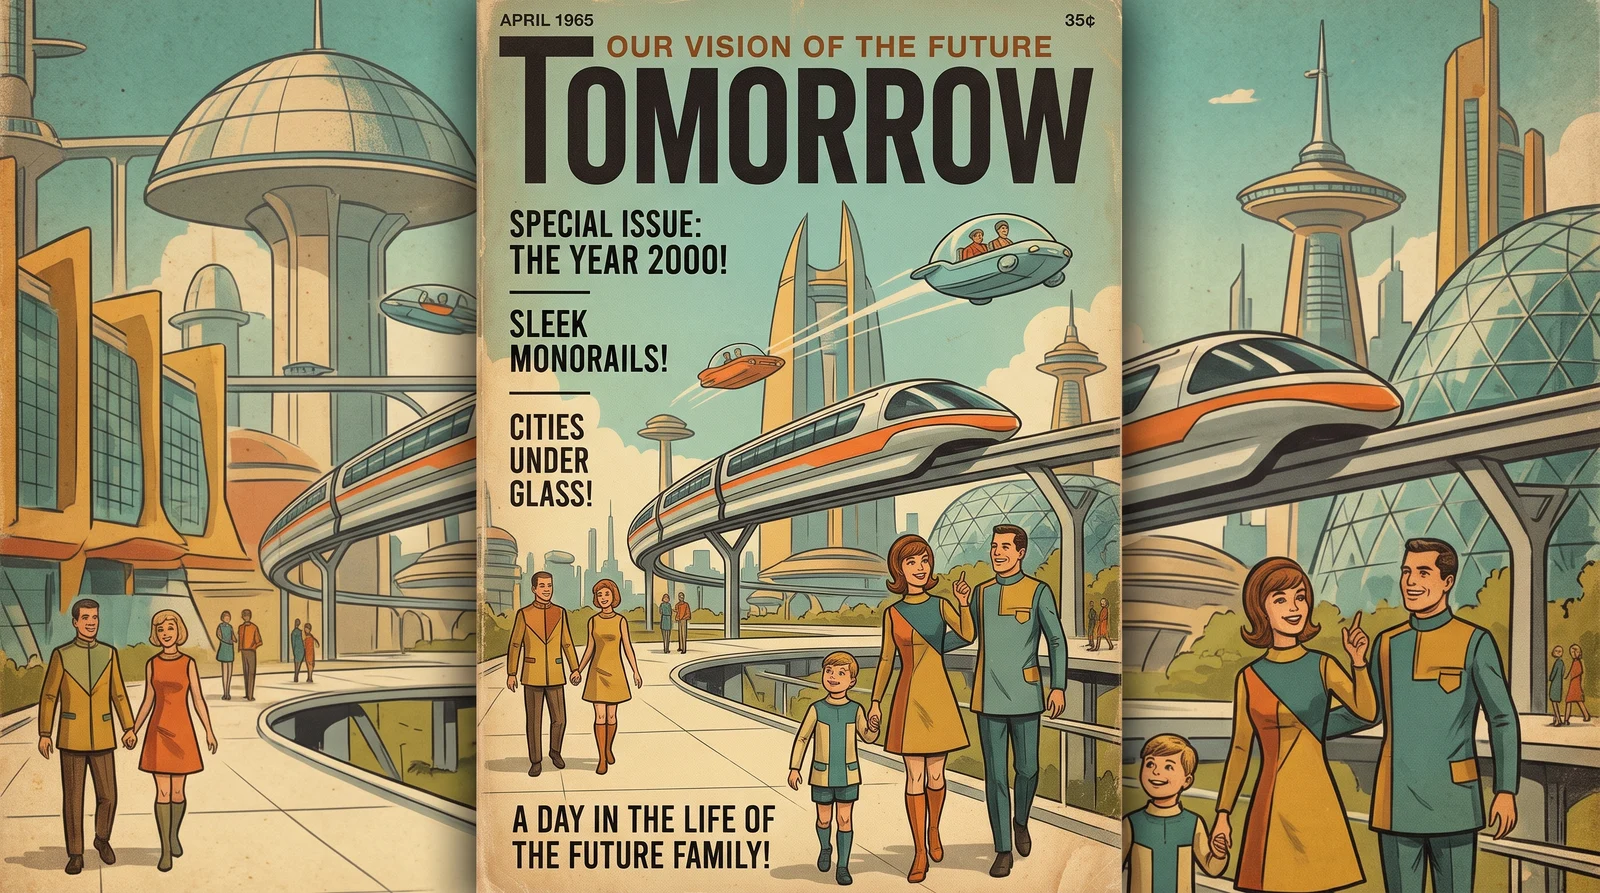 APRIL 1965
35¢
OUR VISION OF THE FUTURE
TOMORROW
SPECIAL ISSUE:
THE YEAR 2000!
SLEEK
MONORAILS!
CITIES
UNDER
GLASS!
A DAY IN THE LIFE OF
THE FUTURE FAMILY!